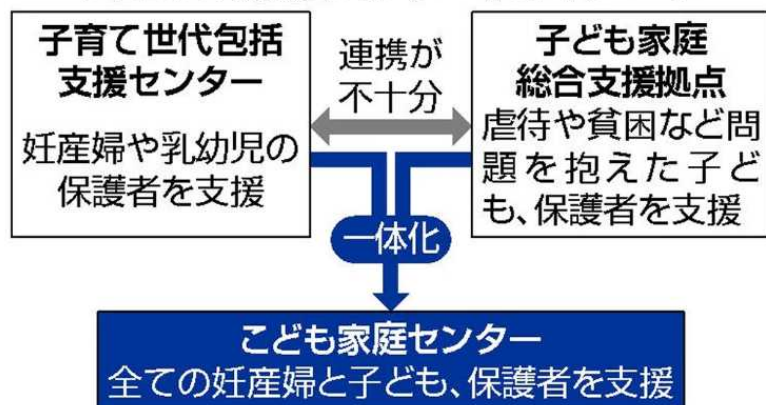 子育て世代包括
支援センター
妊産婦や乳幼児の
保護者を支援
連携が
不十分
子ども家庭
総合支援拠点
虐待や貧困など問
題を抱えた子ど
も、保護者を支援
一体化
こども家庭センター
全ての妊産婦と子ども、保護者を支援